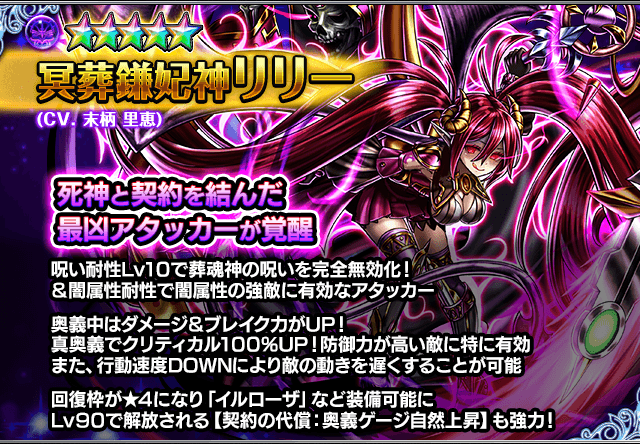 冥葬鎌妃神リリー
(CV. 末柄 里恵)
死神と契約を結んだ
最凶アタッカーが覚醒
呪い耐性Lv10で葬魂神の呪いを完全無効化!
&闇属性耐性で闇属性の強敵に有効なアタッカー
奥義中はダメージ&ブレイク力がUP!
真奥義でクリティカル100%UP!防御力が高い敵に特に有効
また、行動速度DOWNにより敵の動きを遅くすることが可能
回復枠が★4になり「イルローザ」など装備可能に
Lv90で解放される【契約の代償:奥義ゲージ自然上昇】も強力!